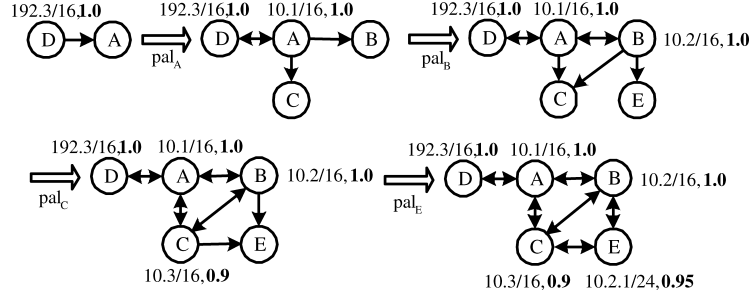 192.3/16,1.0 192.3/16,1.0 10.1/16, 1.0 192.3/16,1.0 10.1/16, 1.0
D A D A B D A B 10.2/16, 1.0
pal_A pal_B
C C E
192.3/16,1.0 10.1/16, 1.0 192.3/16,1.0 10.1/16, 1.0
D A B 10.2/16, 1.0 D A B 10.2/16, 1.0
pal_C pal_E
C E C E
10.3/16, 0.9 10.3/16, 0.9 10.2.1/24, 0.95